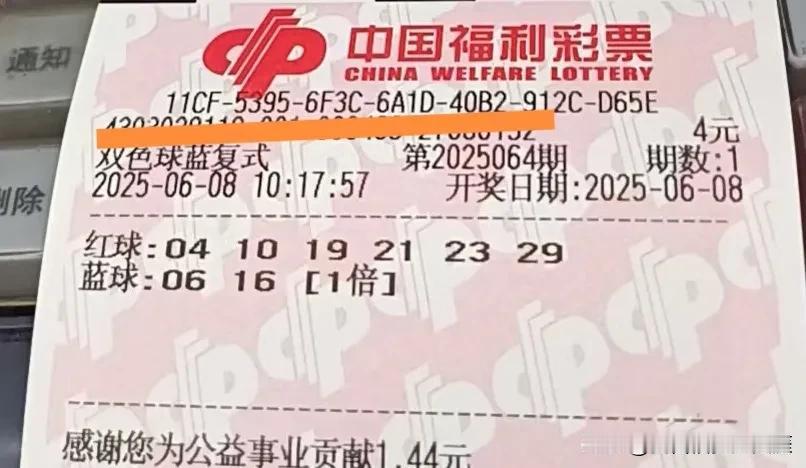 通知
删除
中国福利彩票
CHINA WELFARE LOTTERY
11CF-5395-6F3C-6A1D-40B2-912C-D65E
4元
双色球蓝复式 第2025064期 期数:1
2025-06-08 10:17:57 开奖日期:2025-06-08
红球:04 10 19 21 23 29
蓝球:06 16 [1倍]
感谢您为公益事业贡献1.44元